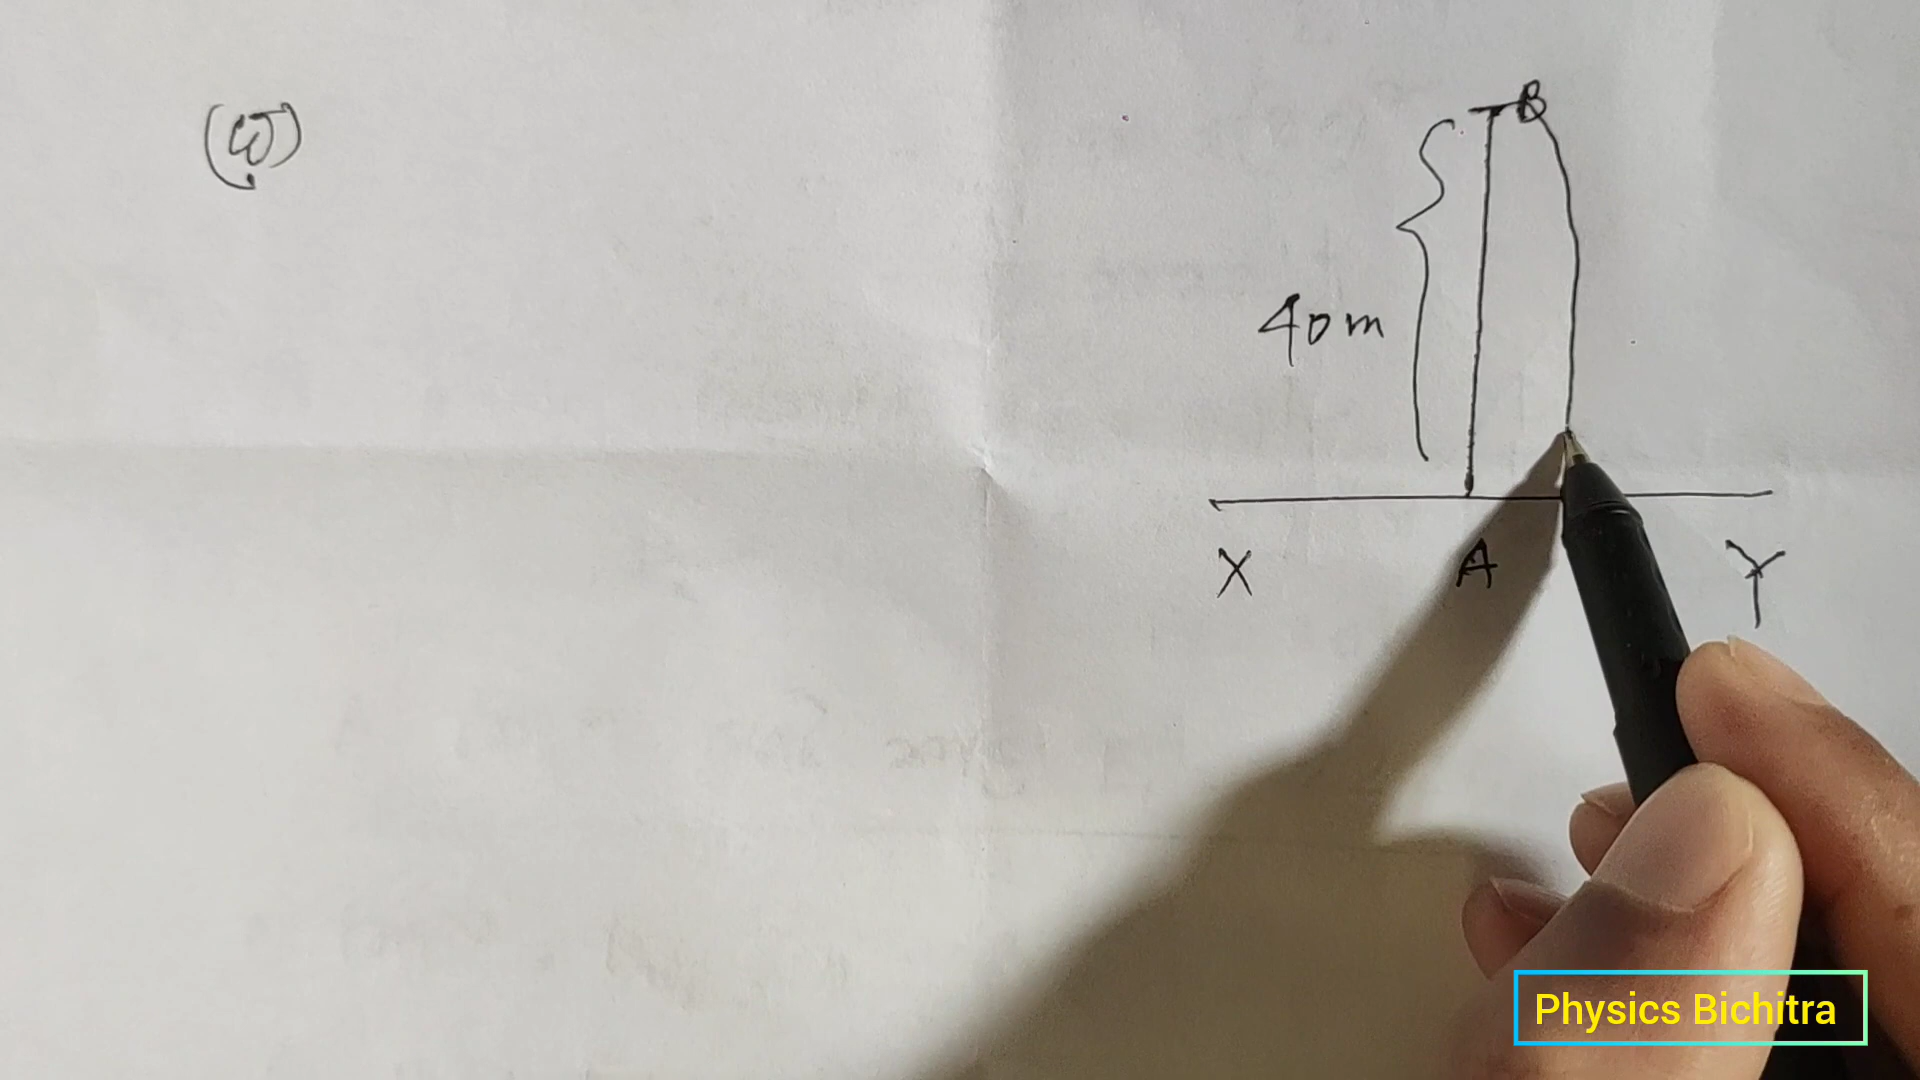 (ড)
B
40m
X A Y
Physics Bichitra